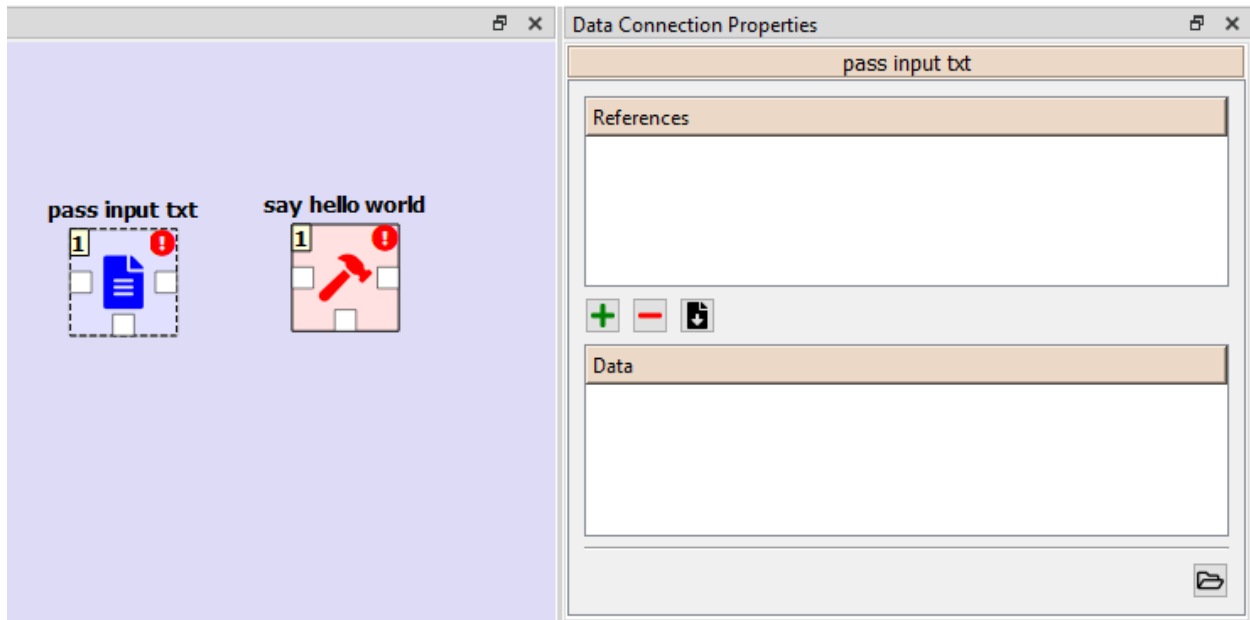 Data Connection Properties
pass input txt
References
pass input txt
say hello world
1
1
Data